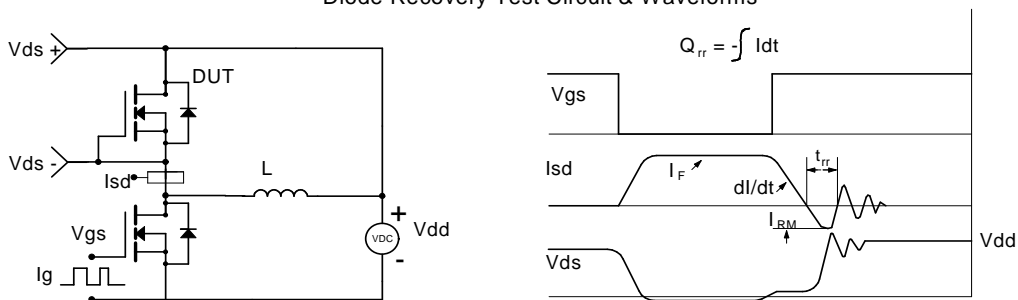 Diode Recovery Test Circuit & Waveforms
Vds +
DUT
Vds -
Isd
L
Vgs
Ig
+
VDC
-
Vdd
Q rr = -∫ Idt
Vgs
Isd
I F
dI/dt
t rr
I RM
Vds
Vdd